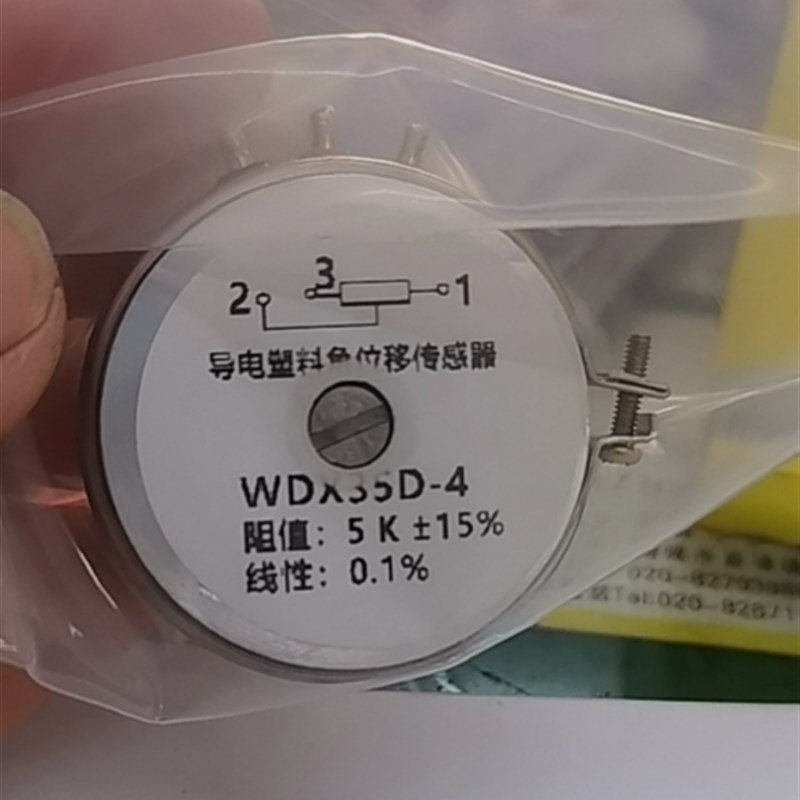 3
2
1
导电塑料角位移传感器
WDX35D-4
阻值：5 K ±15%
线性：0.1%